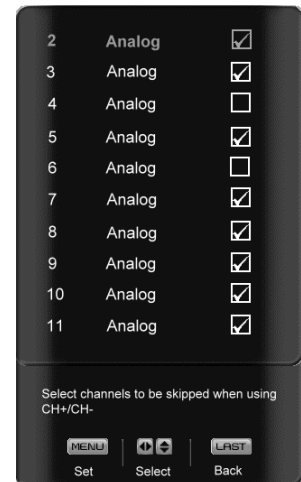 2 Analog
3 Analog
4 Analog
5 Analog
6 Analog
7 Analog
8 Analog
9 Analog
10 Analog
11 Analog
Select channels to be skipped when using
CH+/CH-
MENU LAST
Set Select Back